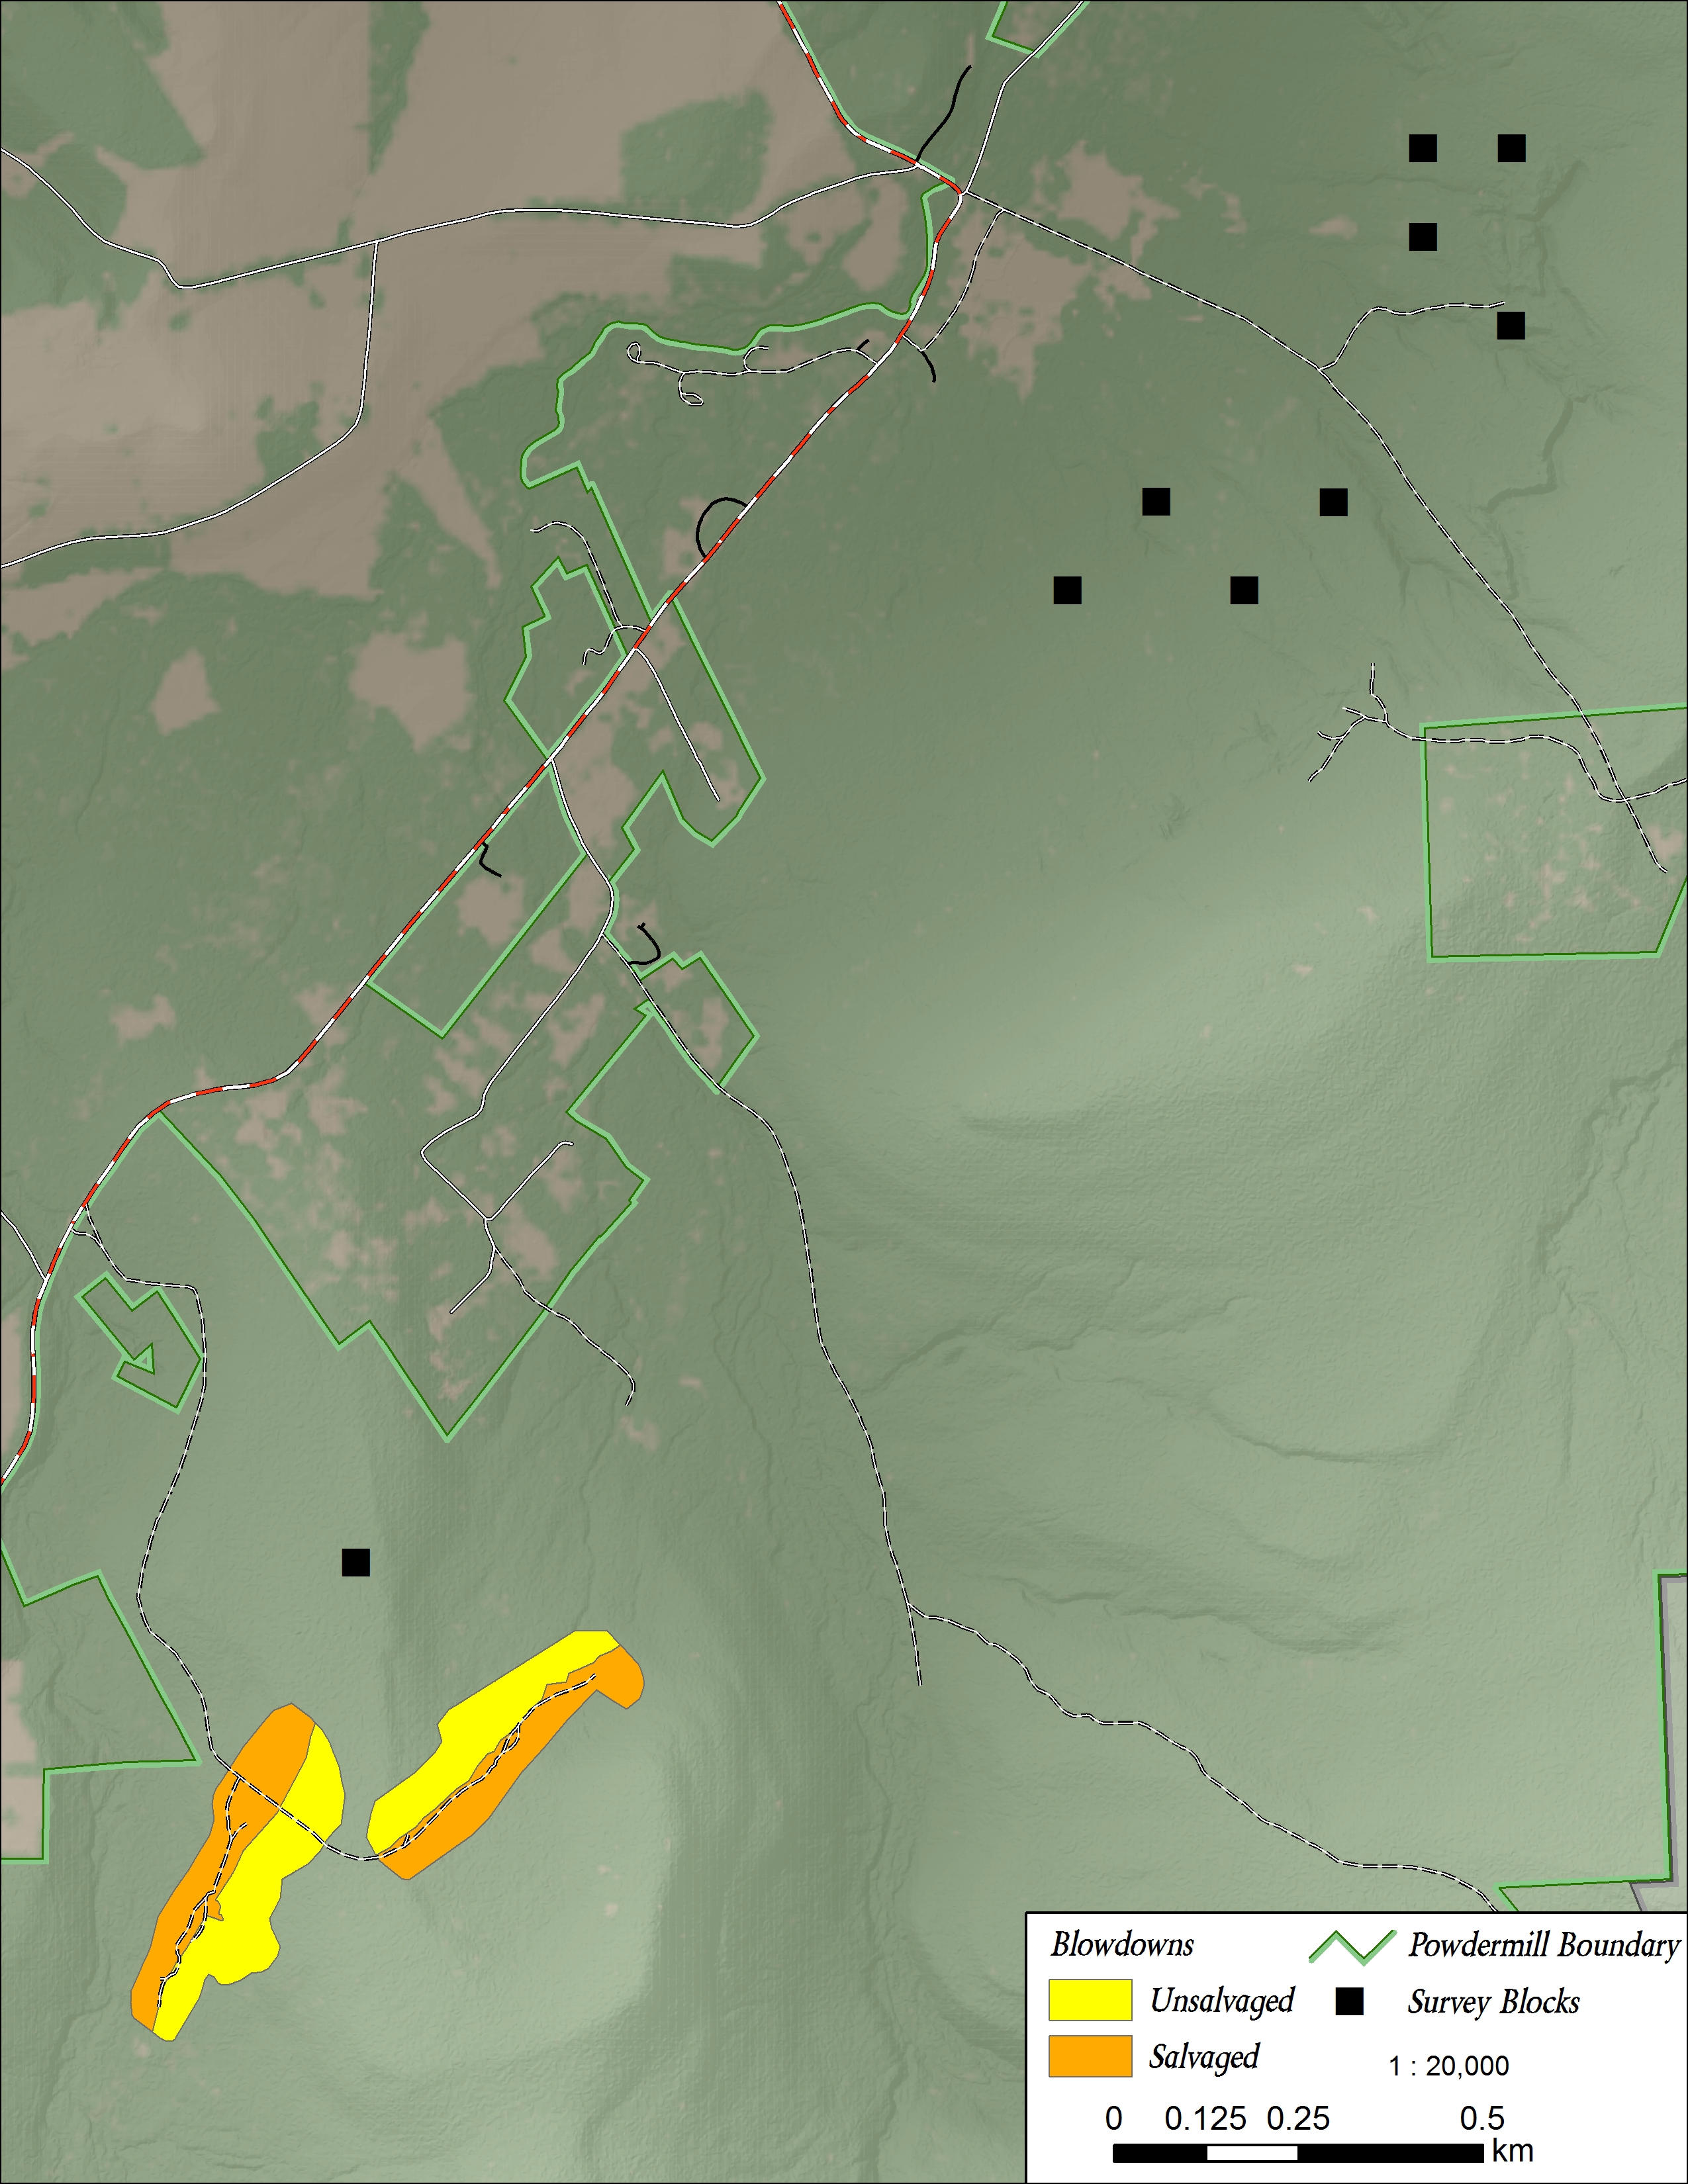 Blowdowns
Powdermill Boundary
Unsalvaged
Survey Blocks
Salvaged
1 : 20,000
0 0.125 0.25 0.5
km